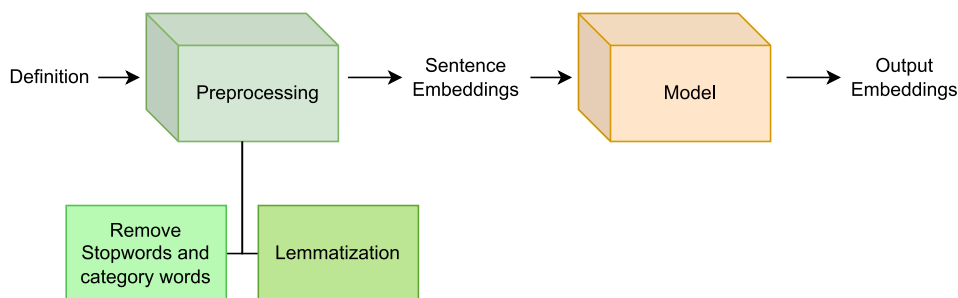 Definition
Preprocessing
Sentence
Embeddings
Model
Output
Embeddings
Remove
Stopwords and
category words
Lemmatization